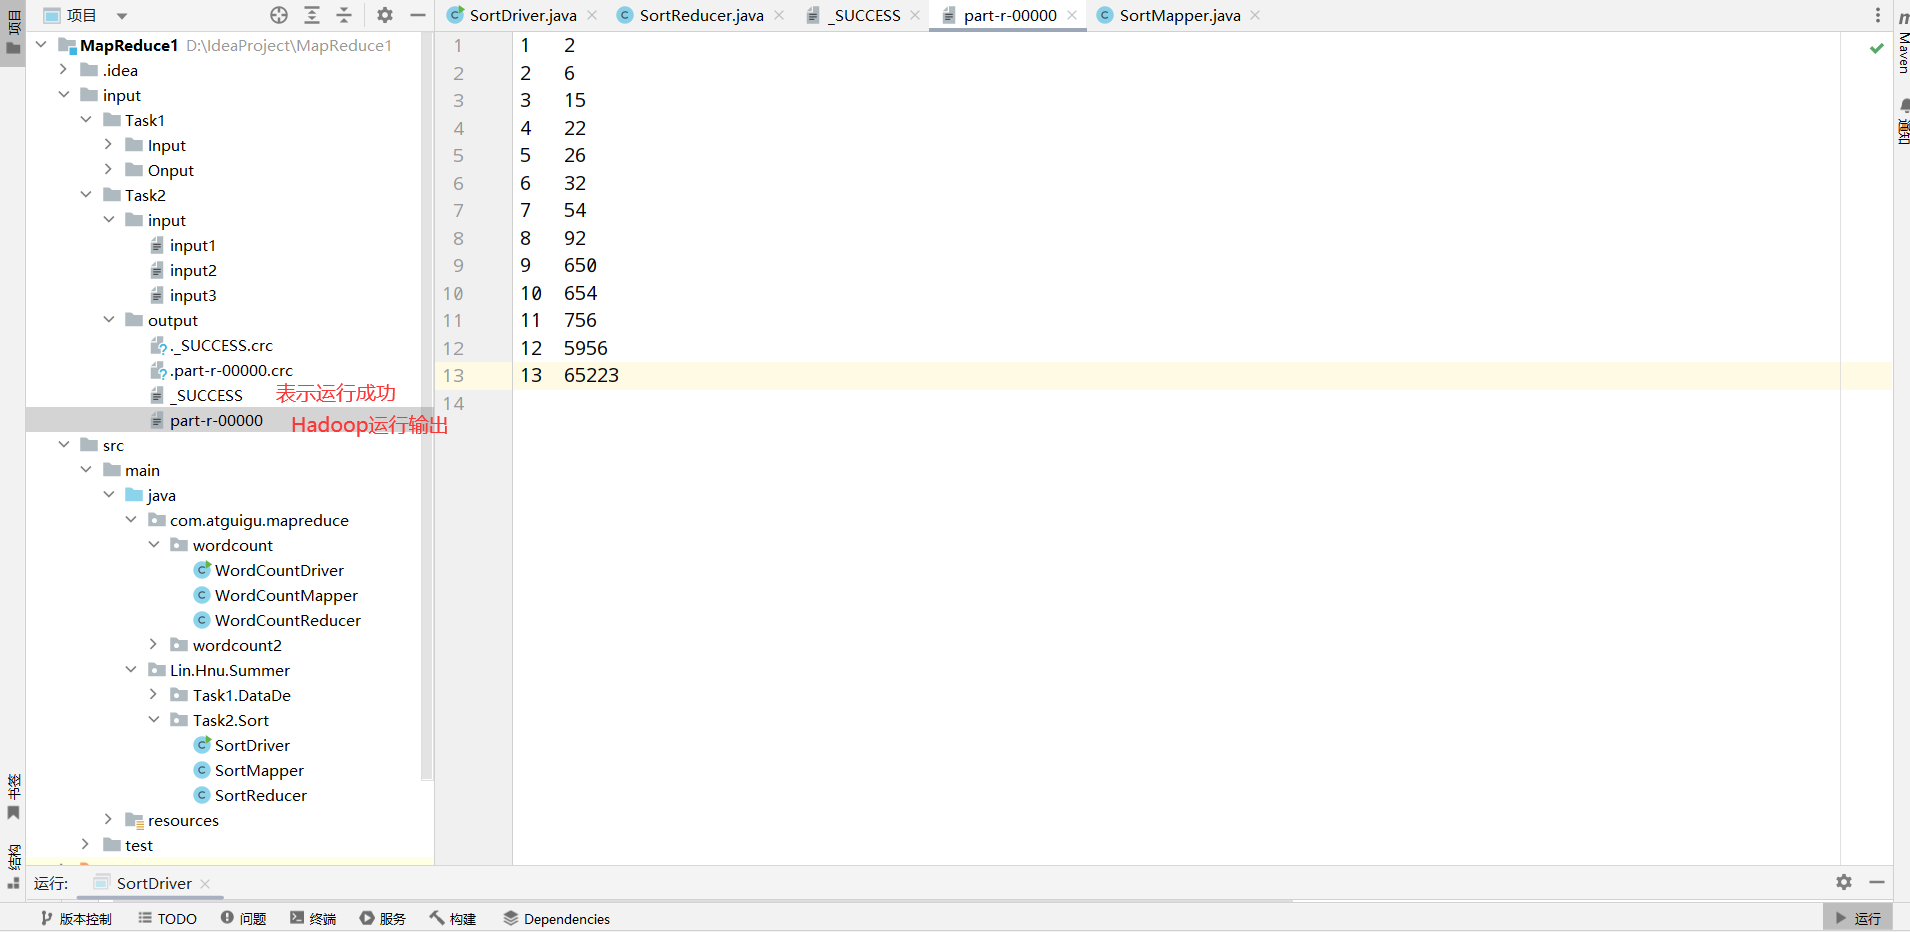 项目
SortDriver.java
SortReducer.java
_SUCCESS
part-r-00000
SortMapper.java
项目
MapReduce1 D:\IdeaProject\MapReduce1
.idea
input
Task1
Input
Onput
Task2
input
input1
input2
input3
output
._SUCCESS.crc
.part-r-00000.crc
_SUCCESS 表示运行成功
part-r-00000 Hadoop运行输出
src
main
java
com.atguigu.mapreduce
wordcount
WordCountDriver
WordCountMapper
WordCountReducer
wordcount2
Lin.Hnu.Summer
Task1.DataDe
Task2.Sort
SortDriver
SortMapper
SortReducer
resources
test
1 1 2
2 2 6
3 3 15
4 4 22
5 5 26
6 6 32
7 7 54
8 8 92
9 9 650
10 10 654
11 11 756
12 12 5956
13 13 65223
14
m
Maven
通知
书签
结构
运行:
SortDriver
版本控制
TODO
问题
终端
服务
构建
Dependencies
运行